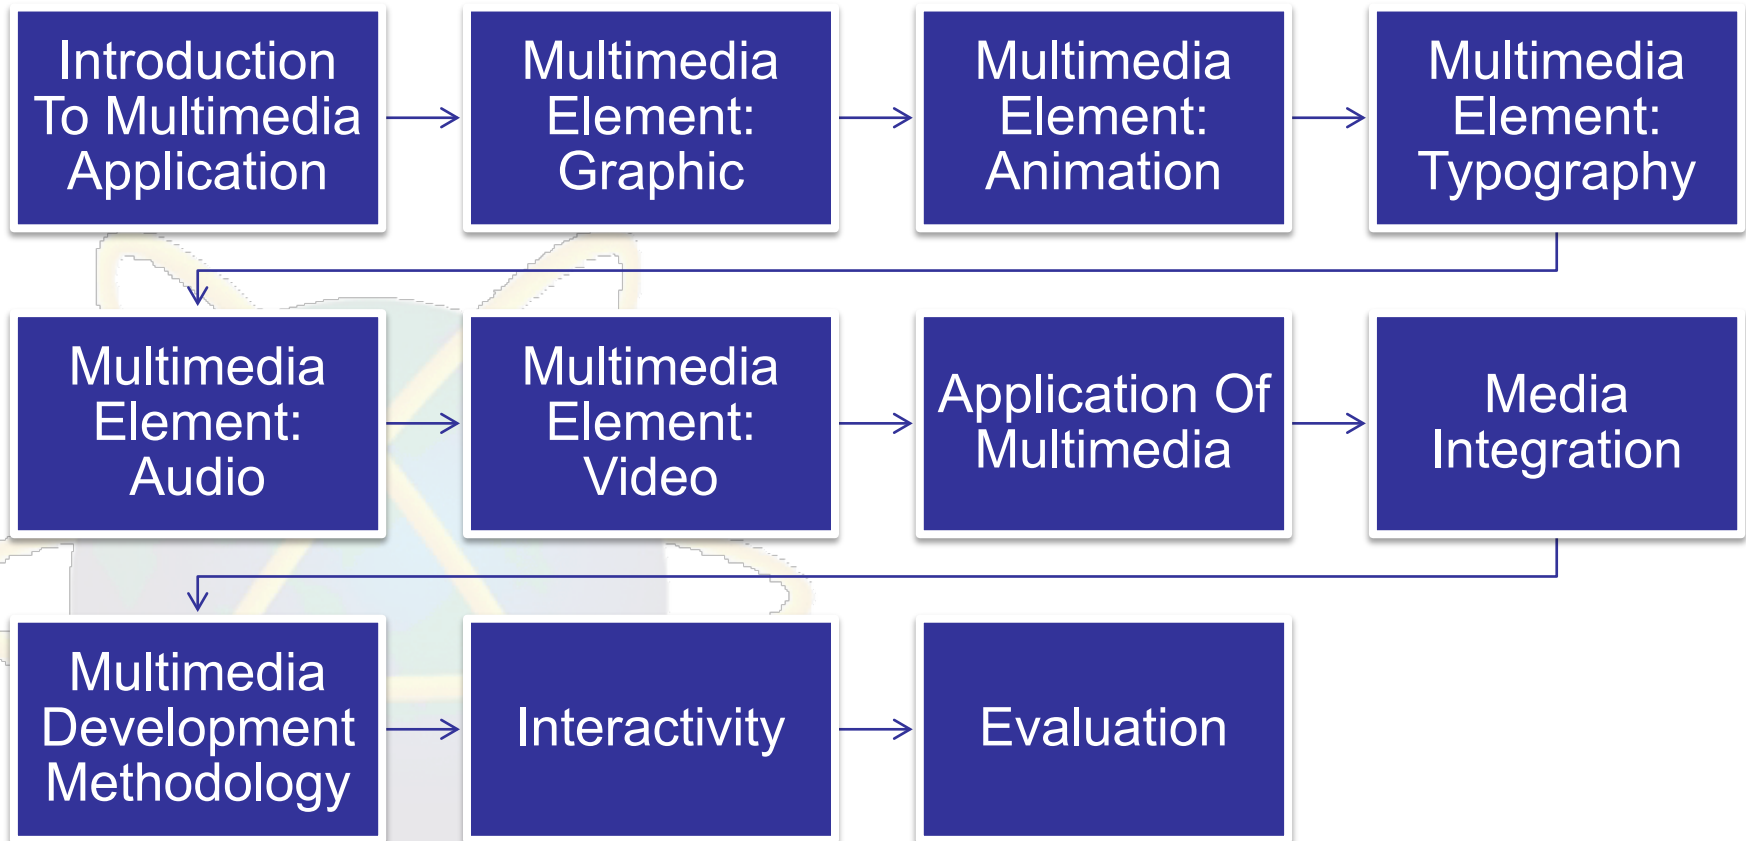 Introduction
To Multimedia
Application
Multimedia
Element:
Graphic
Multimedia
Element:
Animation
Multimedia
Element:
Typography
Multimedia
Element:
Audio
Multimedia
Element:
Video
Application Of
Multimedia
Media
Integration
Multimedia
Development
Methodology
Interactivity
Evaluation